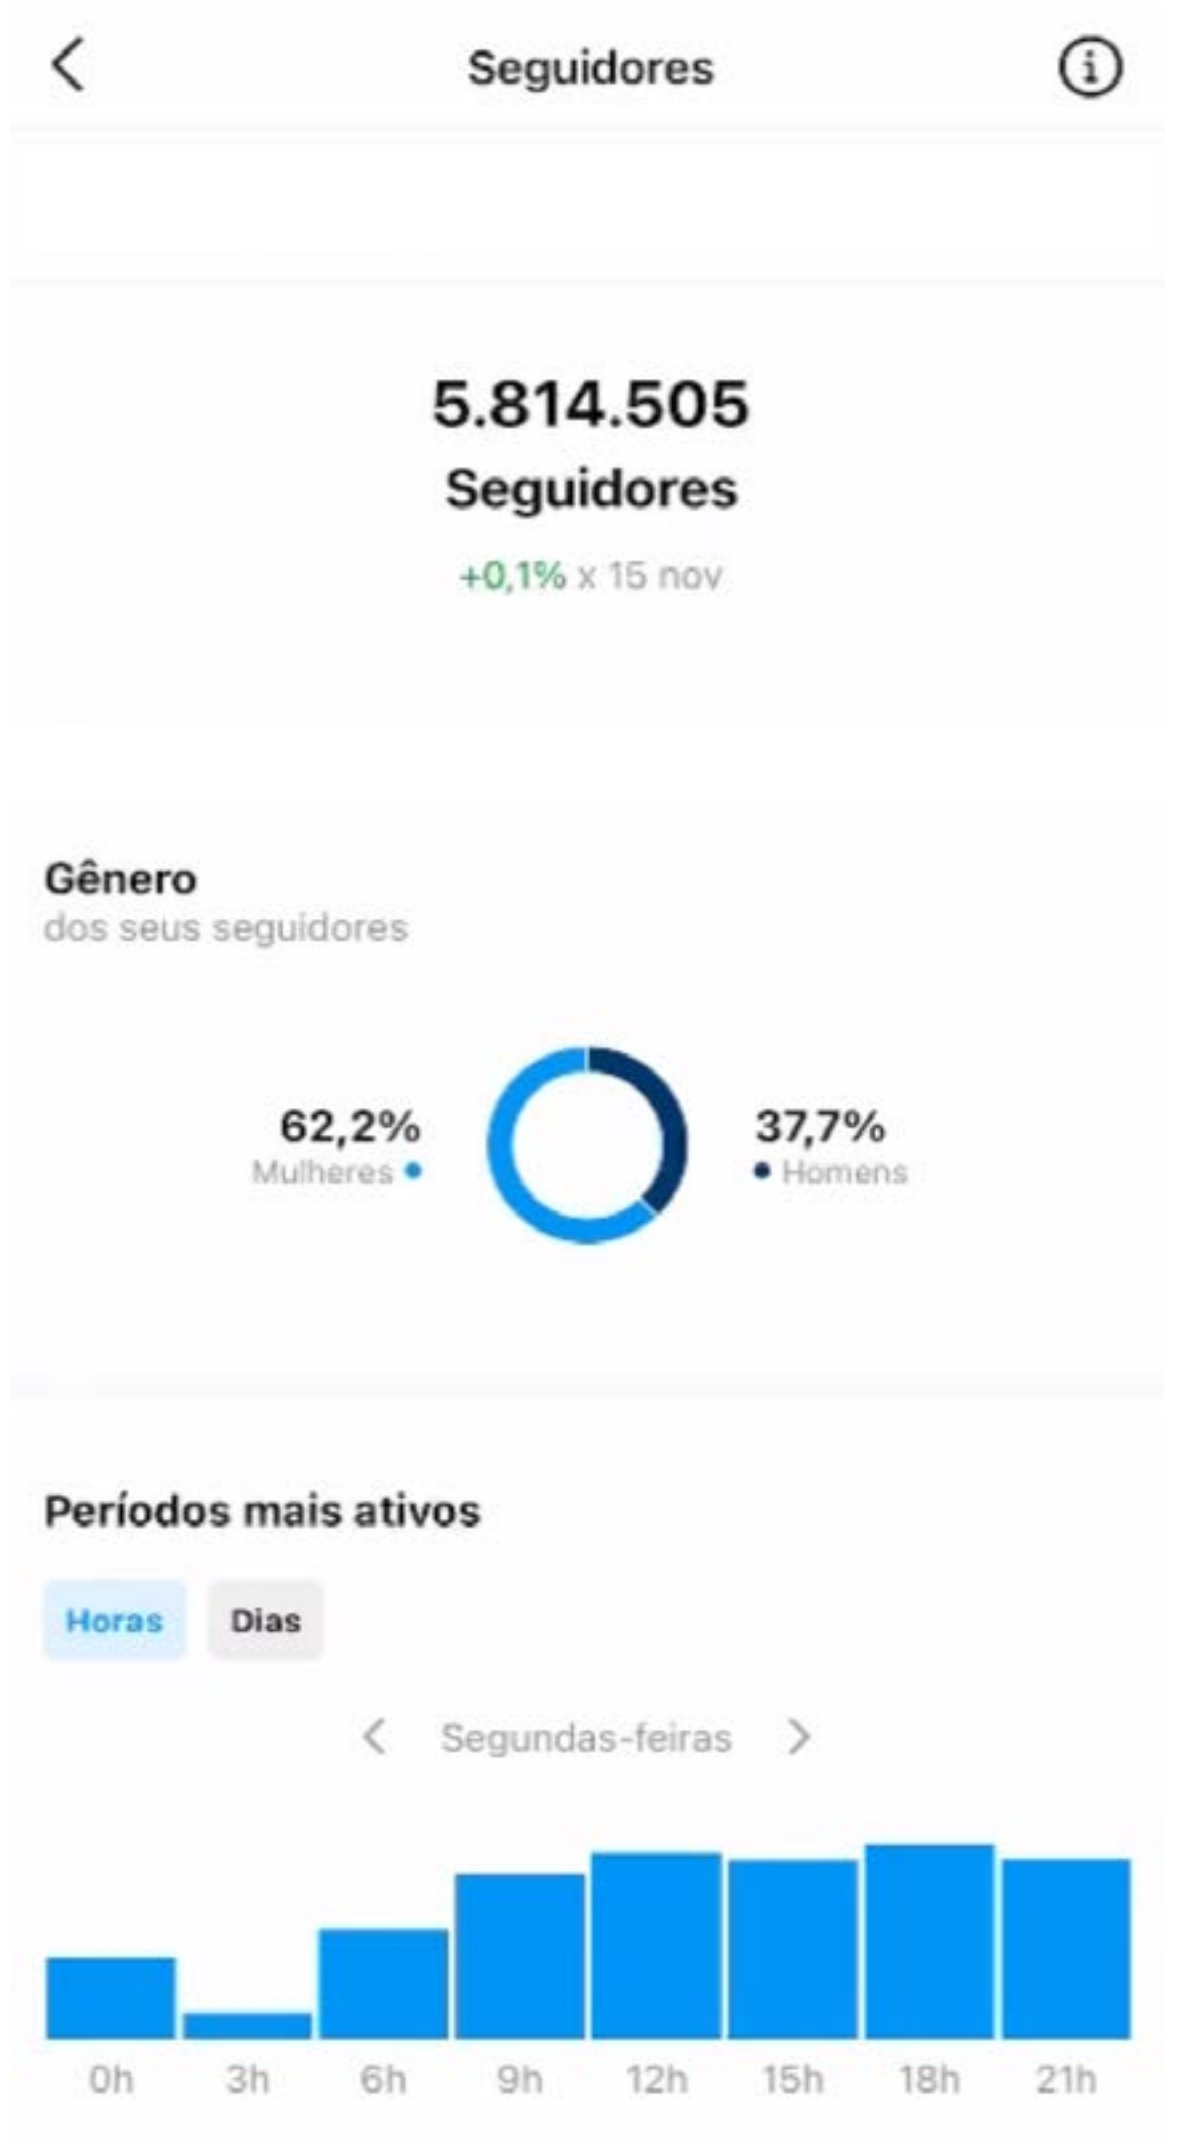 Seguidores
5.814.505
Seguidores
+0,1% x 15 nov
Gênero
dos seus seguidores
62,2%
Mulheres
37,7%
Homens
Períodos mais ativos
Horas Dias
Segundas-feiras
0h 3h 6h 9h 12h 15h 18h 21h